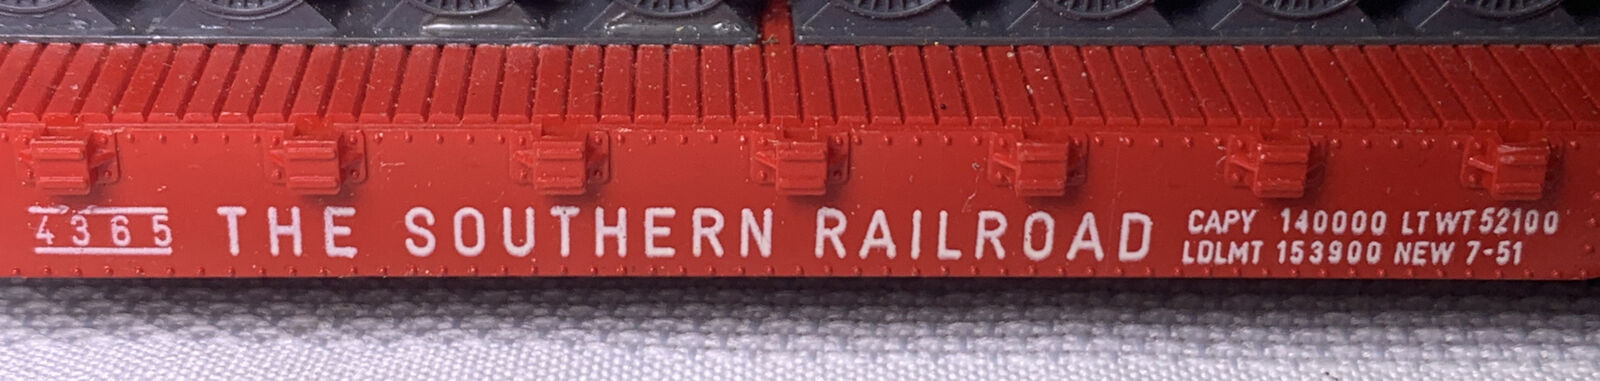 4365 THE SOUTHERN RAILROAD
CAPY 140000 LT WT 52100
LDLMT 153900 NEW 7-51